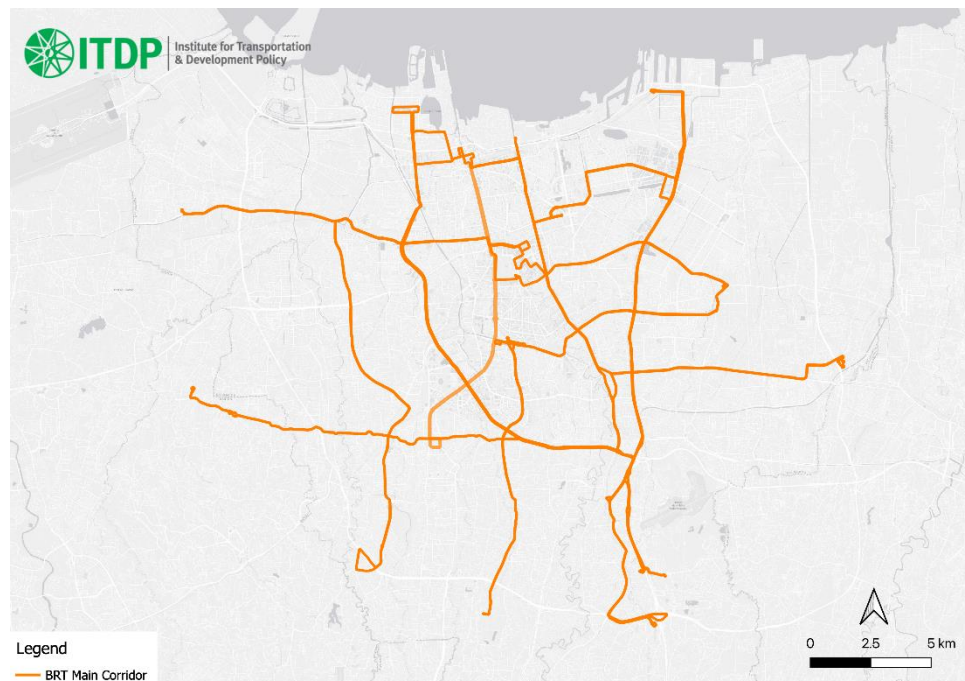 ITDP
Institute for Transportation
& Development Policy
Legend
BRT Main Corridor
0 2.5 5 km